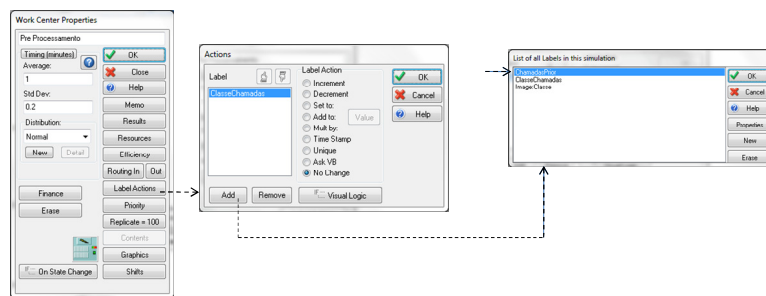 Work Center Properties
Pre Processamento
Timing (minutes)
Average:
1
Std Dev:
0.2
Distribution:
Normal
New
Detail
Finance
Erase
On State Change
OK
Close
Help
Memo
Results
Resources
Efficiency
Routing In
Out
Label Actions
Priority
Replicate = 100
Contents
Graphics
Shifts
Actions
Label
ClasseChamadas
Add
Remove
Label Action
Increment
Decrement
Set to:
Add to:
Value
Mult by:
Time Stamp
Unique
Ask VB
No Change
Visual Logic
OK
Cancel
Help
List of all Labels in this simulation
ChamadasPrior
ClasseChamadas
Image:Classe
OK
Cancel
Help
Properties
New
Erase